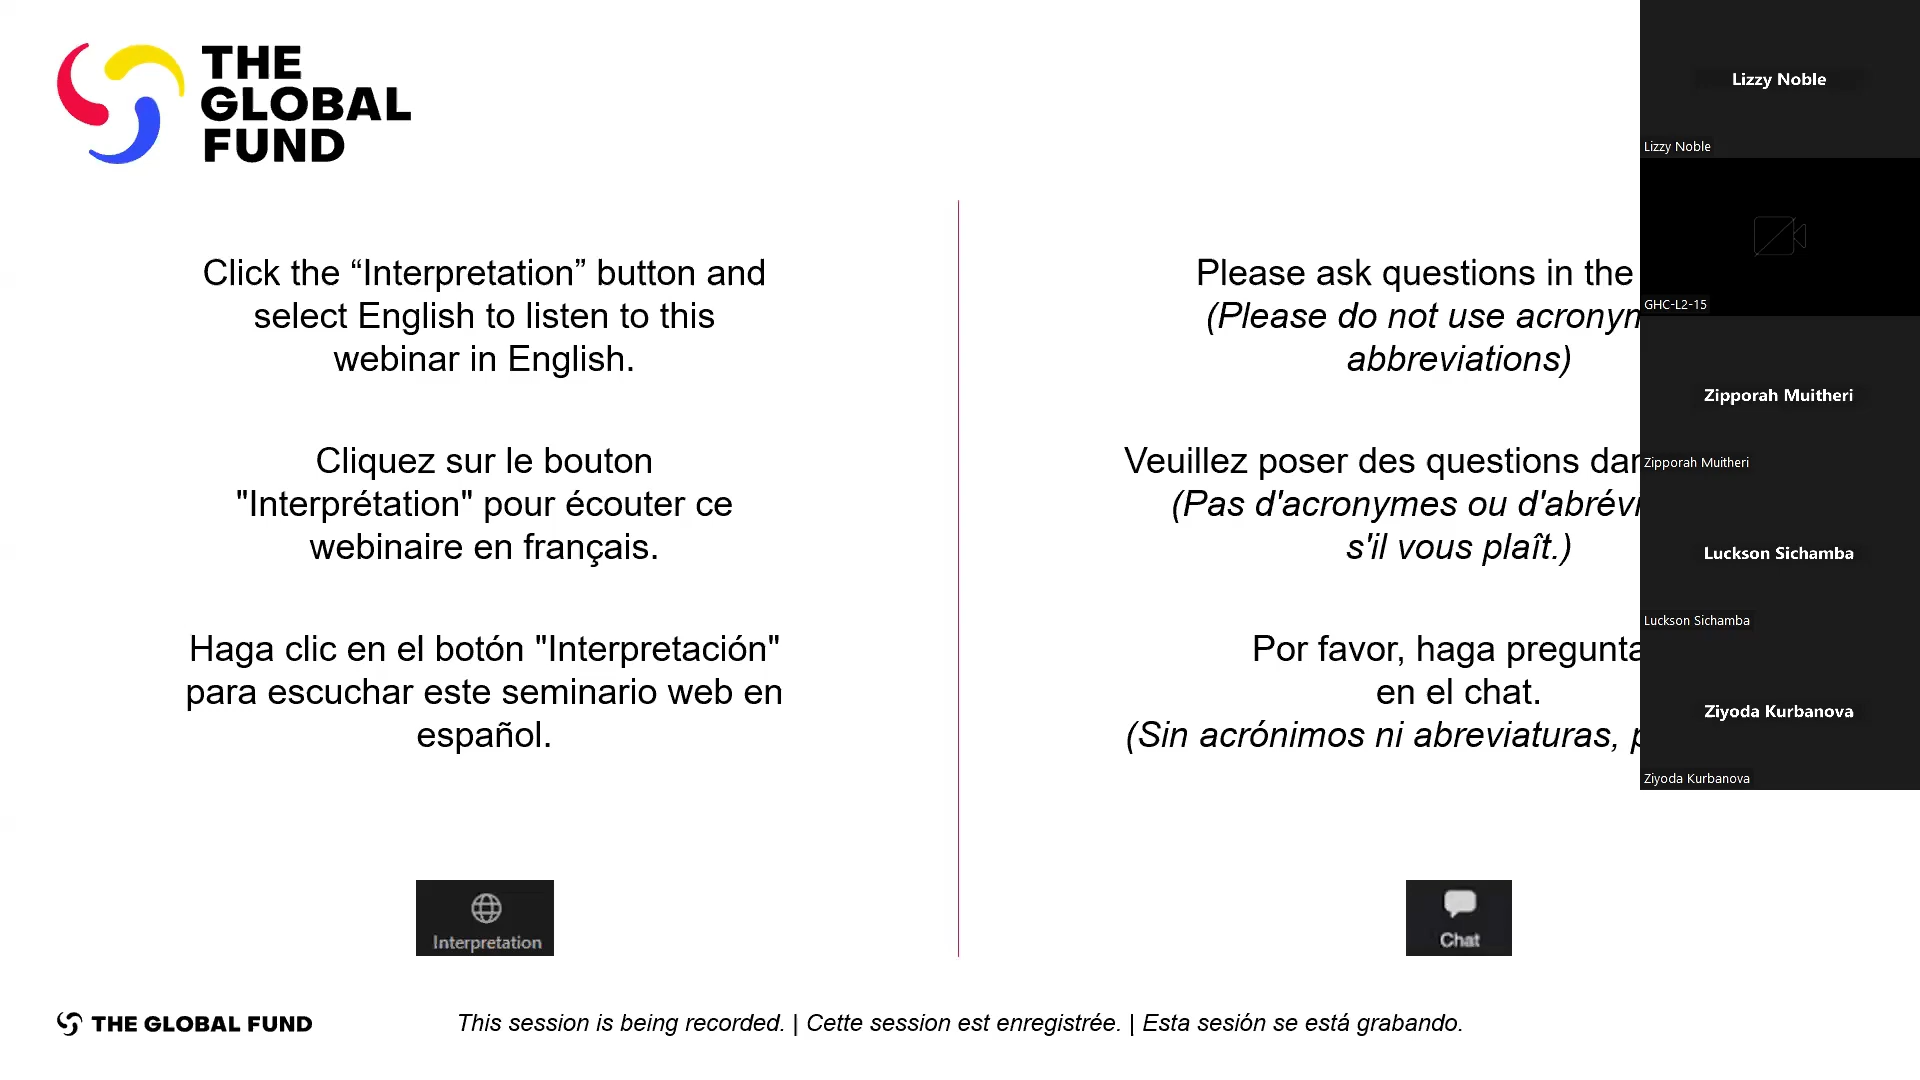 THE
GLOBAL
FUND
Click the “Interpretation” button and
select English to listen to this
webinar in English.
Cliquez sur le bouton
"Interprétation" pour écouter ce
webinaire en français.
Haga clic en el botón "Interpretación"
para escuchar este seminario web en
español.
Interpretation
Please ask questions in the
(Please do not use
abbreviations)
Veuillez poser des questions
(Pas d'acronymes ou
s'il vous plaît.)
Por favor, haga
en el chat.
(Sin acrónimos ni abreviaturas,
Chat
Lizzy Noble
Lizzy Noble
GHC-L2-15
Zipporah Muitheri
Zipporah Muitheri
Luckson Sichamba
Luckson Sichamba
Ziyoda Kurbanova
Ziyoda Kurbanova
THE GLOBAL FUND
This session is being recorded. | Cette session est enregistrée. | Esta sesión se está grabando.